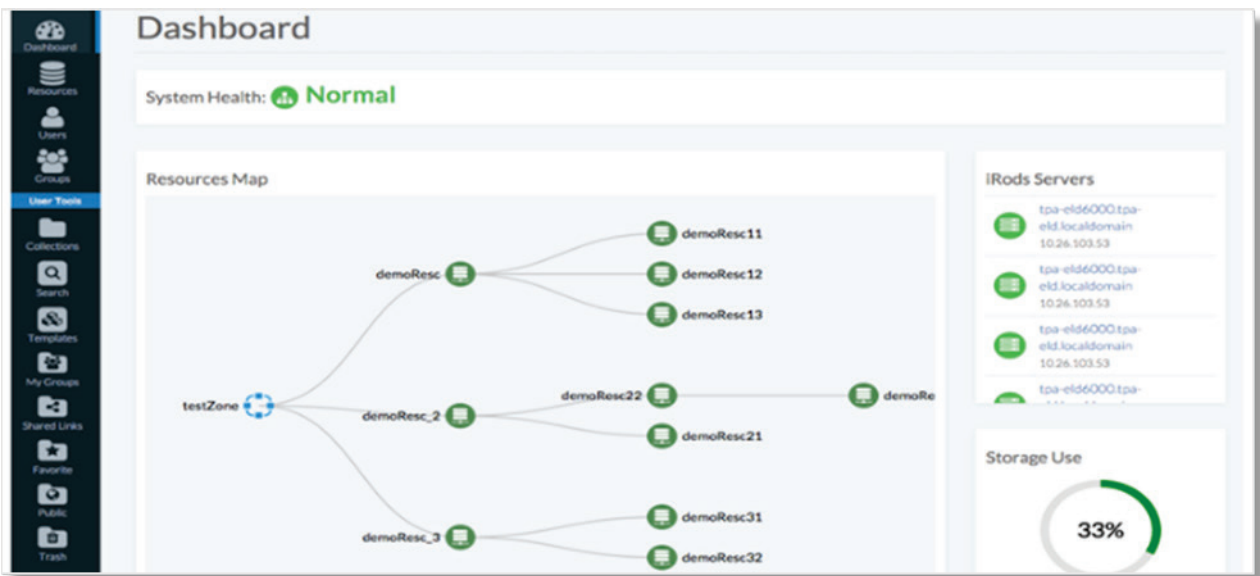 Dashboard
Resources
Users
Groups
User Tools
Collections
Search
Templates
My Groups
Shared Links
Favorite
Public
Trash
Dashboard
System Health: Normal
Resources Map
testZone
demoResc
demoResc11
demoResc12
demoResc13
demoResc_2
demoResc22
demoRe
demoResc21
demoResc_3
demoResc31
demoResc32
iRods Servers
tpa-eld6000.tpa-
eld.localdomain
10.26.103.53
tpa-eld6000.tpa-
eld.localdomain
10.26.103.53
tpa-eld6000.tpa-
eld.localdomain
10.26.103.53
tpa-eld6000.tpa-
Storage Use
33%